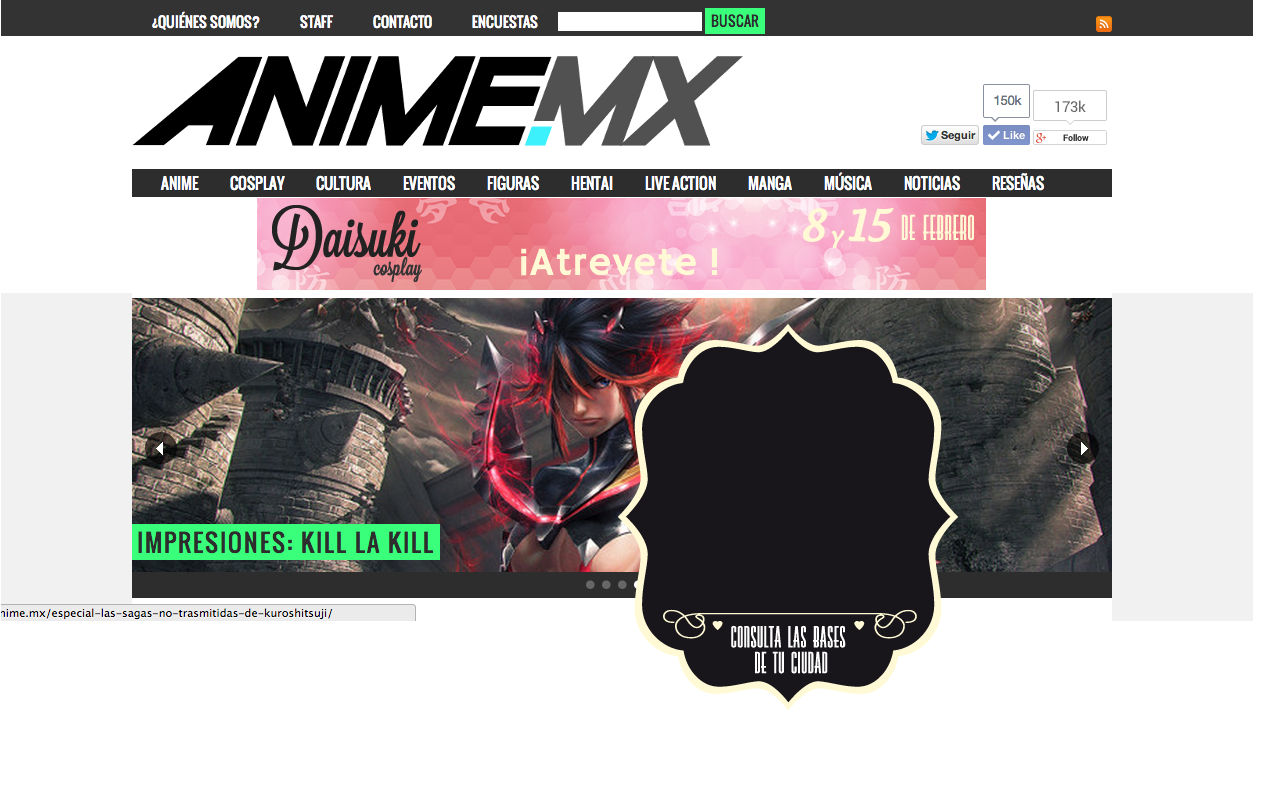 ¿QUIÉNES SOMOS? STAFF CONTACTO ENCUESTAS BUSCAR
ANIME.MX
150k 173k
Seguir Like Follow
ANIME COSPLAY CULTURA EVENTOS FIGURAS HENTAI LIVE ACTION MANGA MÚSICA NOTICIAS RESEÑAS
Daisuki
cosplay
¡Atrevete !
8 y 15 DE FEBRERO
IMPRESIONES: KILL LA KILL
nime.mx/especial-las-sagas-no-trasmitidas-de-kuroshitsuji/
CONSULTA LAS BASES
DE TU CIUDAD